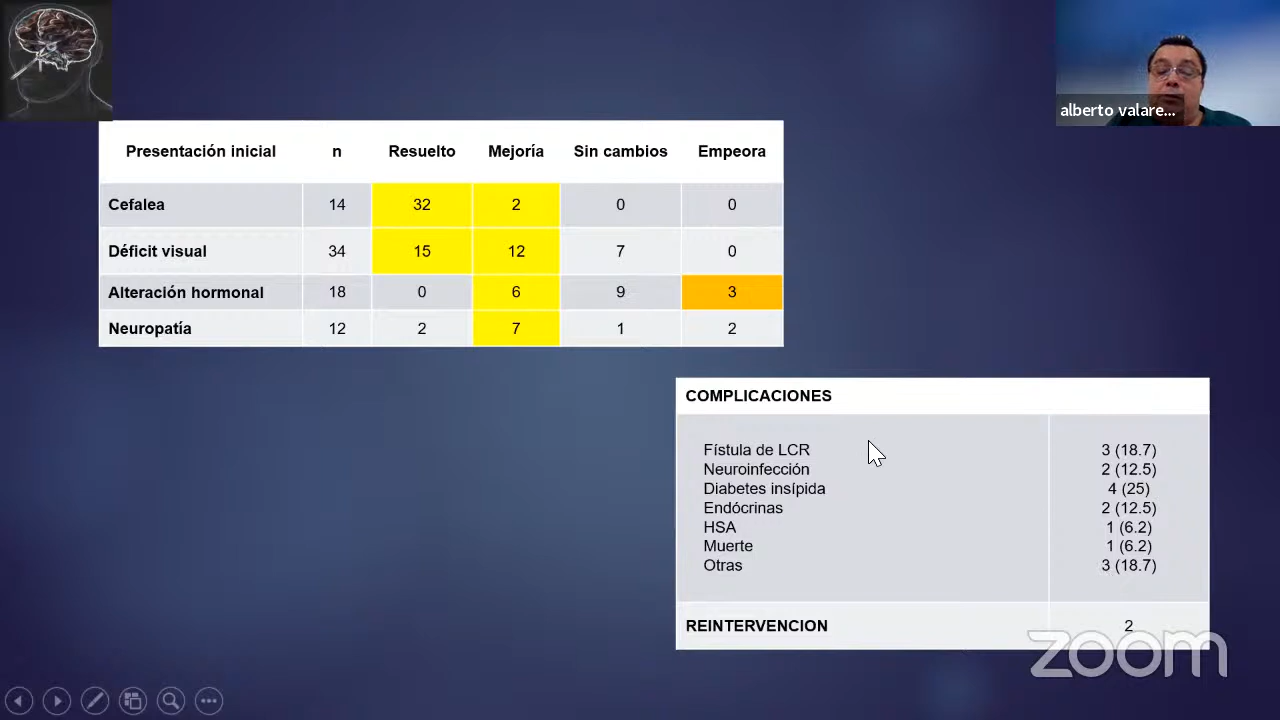 alberto valare...
Presentación inicial n Resuelto Mejoría Sin cambios Empeora
Cefalea 14 32 2 0 0
Déficit visual 34 15 12 7 0
Alteración hormonal 18 0 6 9 3
Neuropatía 12 2 7 1 2
COMPLICACIONES
Fístula de LCR 3 (18.7)
Neuroinfección 2 (12.5)
Diabetes insípida 4 (25)
Endócrinas 2 (12.5)
HSA 1 (6.2)
Muerte 1 (6.2)
Otras 3 (18.7)
REINTERVENCION 2
zoom